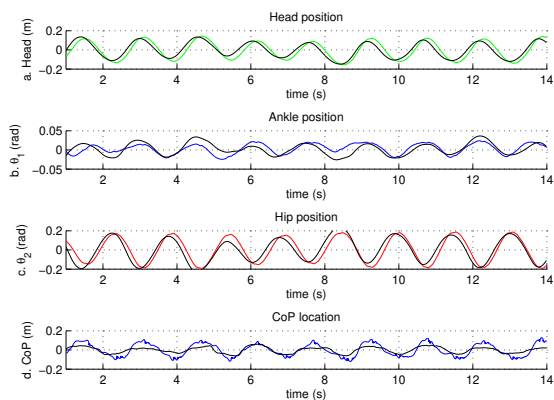 Head position
a. Head (m)
0.2
0
−0.2
2 4 6 8 10 12 14
time (s)
Ankle position
b. θ1 (rad)
0.05
0
−0.05
2 4 6 8 10 12 14
time (s)
Hip position
c. θ2 (rad)
0.2
0
−0.2
2 4 6 8 10 12 14
time (s)
CoP location
d. CoP (m)
0.2
0
−0.2
2 4 6 8 10 12 14
time (s)